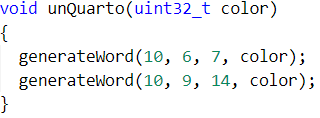 void unQuarto(uint32_t color)
{
  generateWord(10, 6, 7, color);
  generateWord(10, 9, 14, color);
}